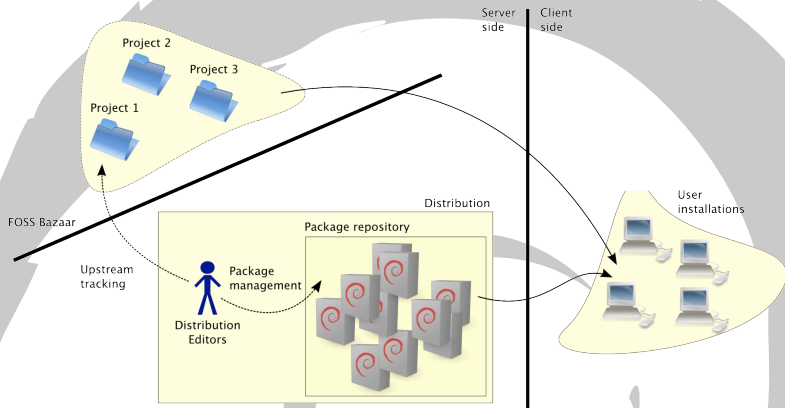 Server
side
Client
side
Project 2
Project 3
Project 1
FOSS Bazaar
Distribution
User
installations
Package repository
Upstream
tracking
Package
management
Distribution
Editors